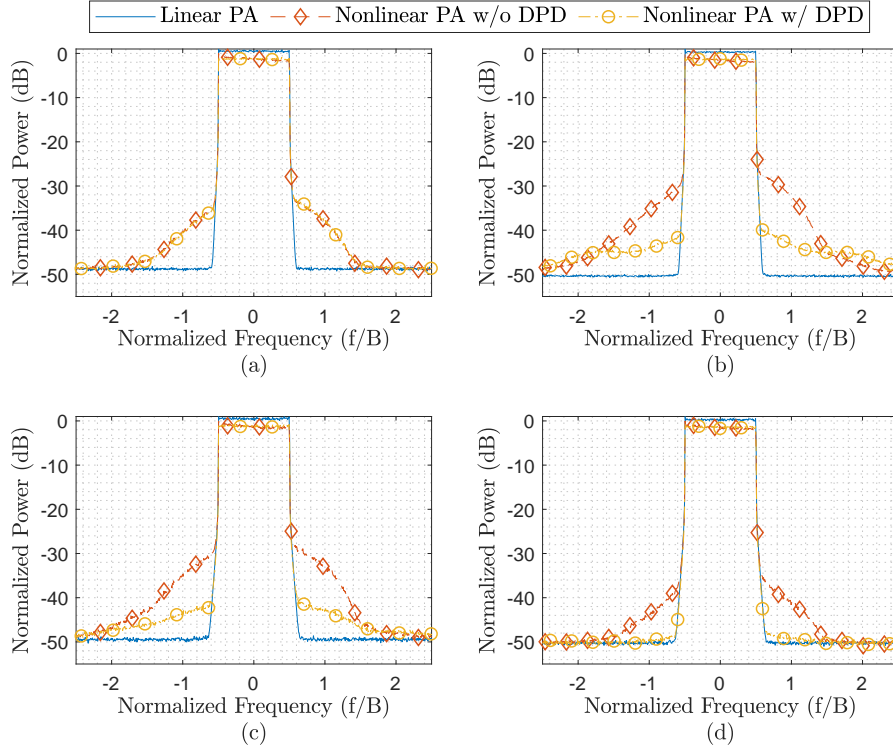 Linear PA Nonlinear PA w/o DPD Nonlinear PA w/ DPD
Normalized Power (dB)
0
-10
-20
-30
-40
-50
-2 -1 0 1 2
Normalized Frequency (f/B)
(a)
Normalized Power (dB)
0
-10
-20
-30
-40
-50
-2 -1 0 1 2
Normalized Frequency (f/B)
(b)
Normalized Power (dB)
0
-10
-20
-30
-40
-50
-2 -1 0 1 2
Normalized Frequency (f/B)
(c)
Normalized Power (dB)
0
-10
-20
-30
-40
-50
-2 -1 0 1 2
Normalized Frequency (f/B)
(d)